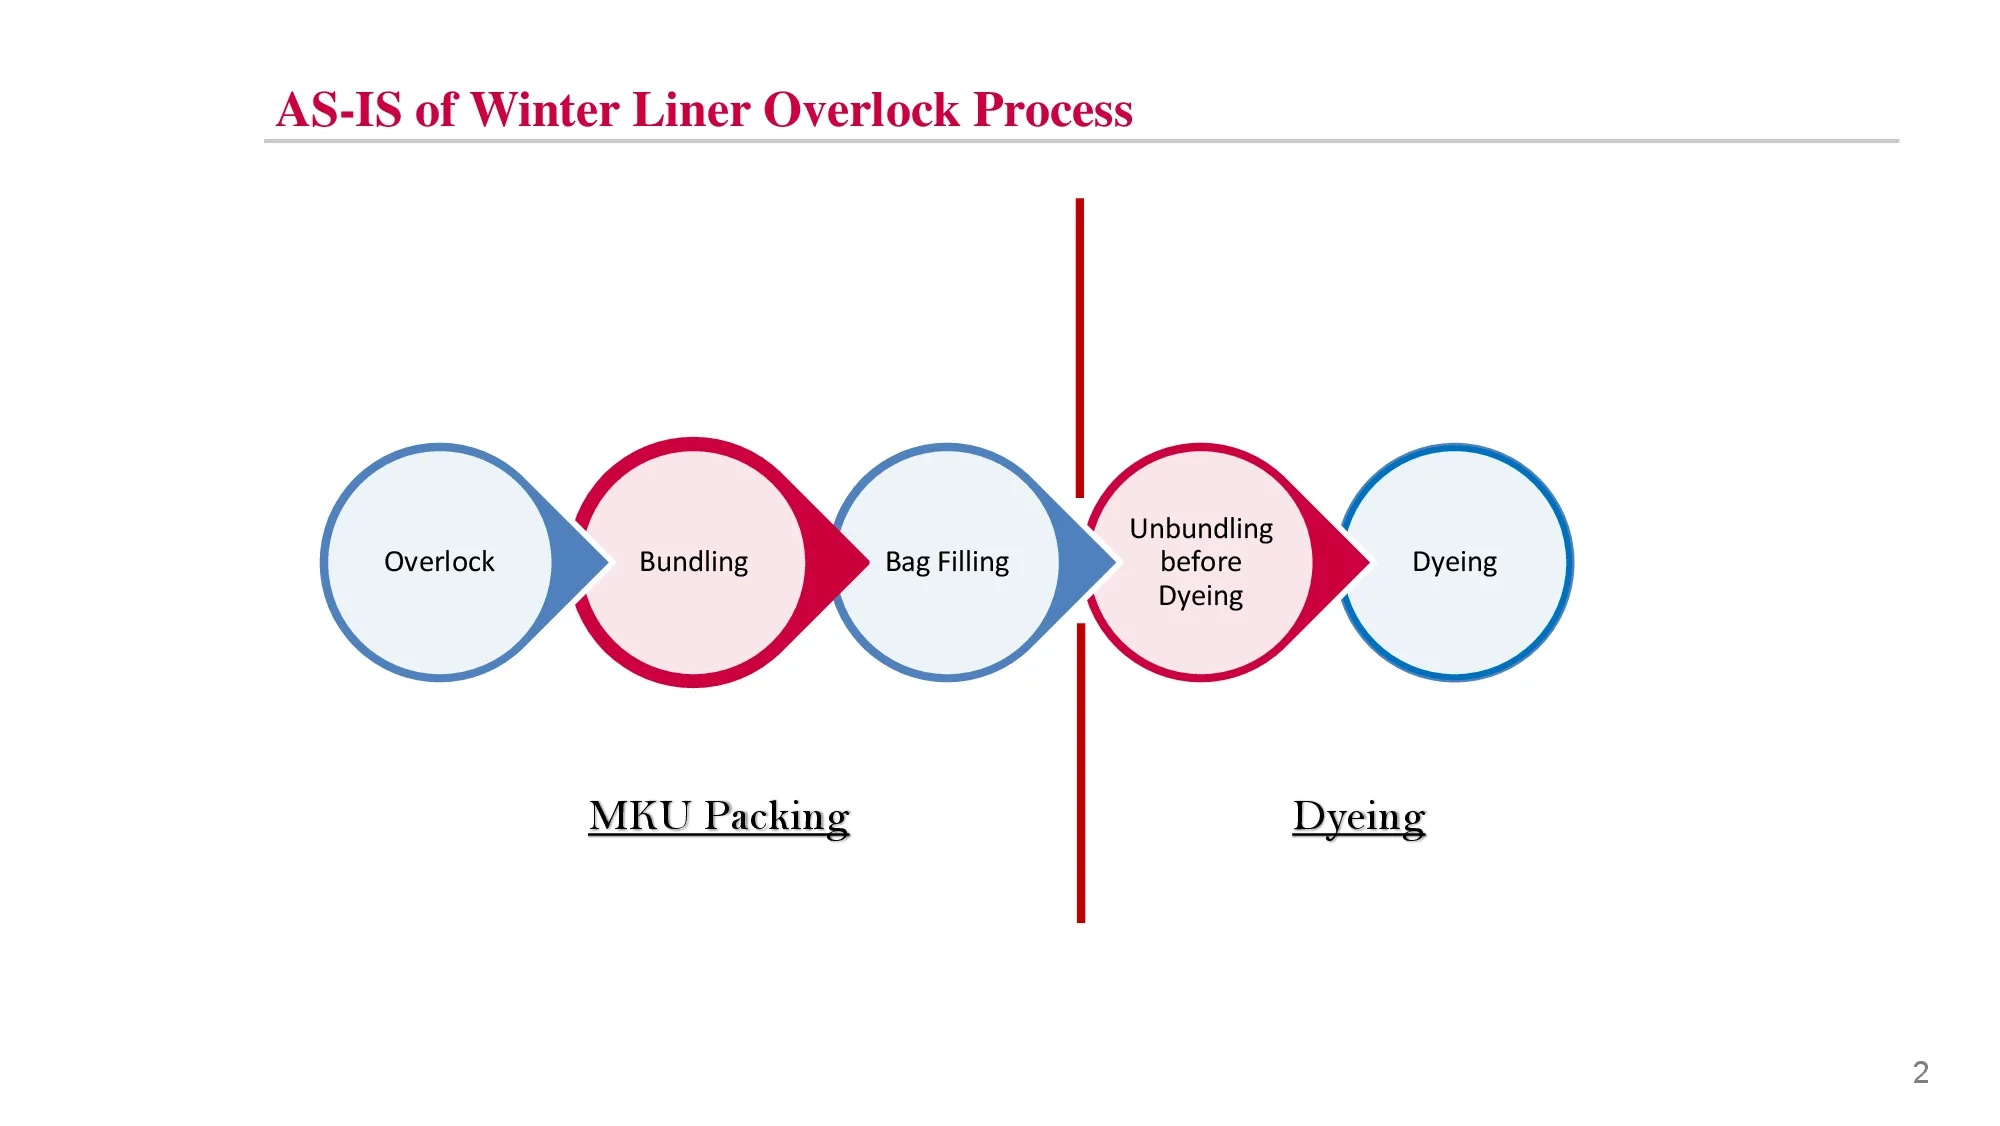 AS-IS of Winter Liner Overlock Process
Overlock
Bundling
Bag Filling
Unbundling
before
Dyeing
Dyeing
MKU Packing
Dyeing
2